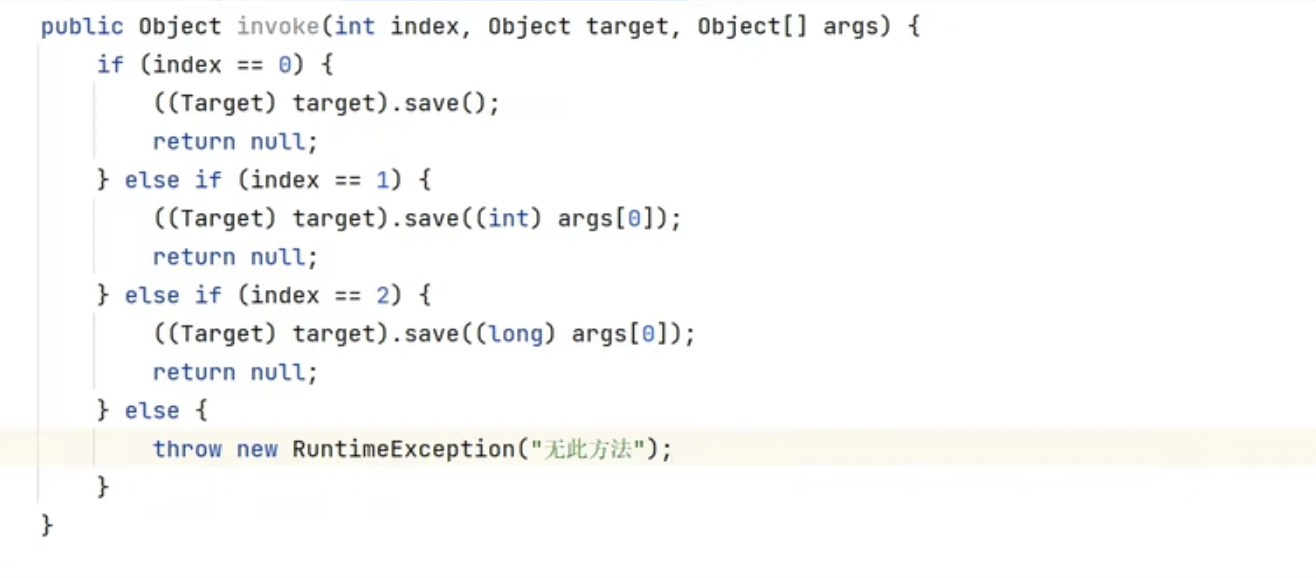 public Object invoke(int index, Object target, Object[] args) {
    if (index == 0) {
        ((Target) target).save();
        return null;
    } else if (index == 1) {
        ((Target) target).save((int) args[0]);
        return null;
    } else if (index == 2) {
        ((Target) target).save((long) args[0]);
        return null;
    } else {
        throw new RuntimeException("无此方法");
    }
}